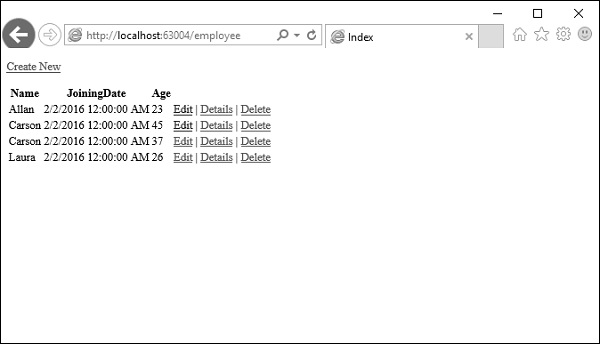 http://localhost:63004/employee
Index
Create New
Name JoiningDate Age
Allan 2/2/2016 12:00:00 AM 23 Edit | Details | Delete
Carson 2/2/2016 12:00:00 AM 45 Edit | Details | Delete
Carson 2/2/2016 12:00:00 AM 37 Edit | Details | Delete
Laura 2/2/2016 12:00:00 AM 26 Edit | Details | Delete